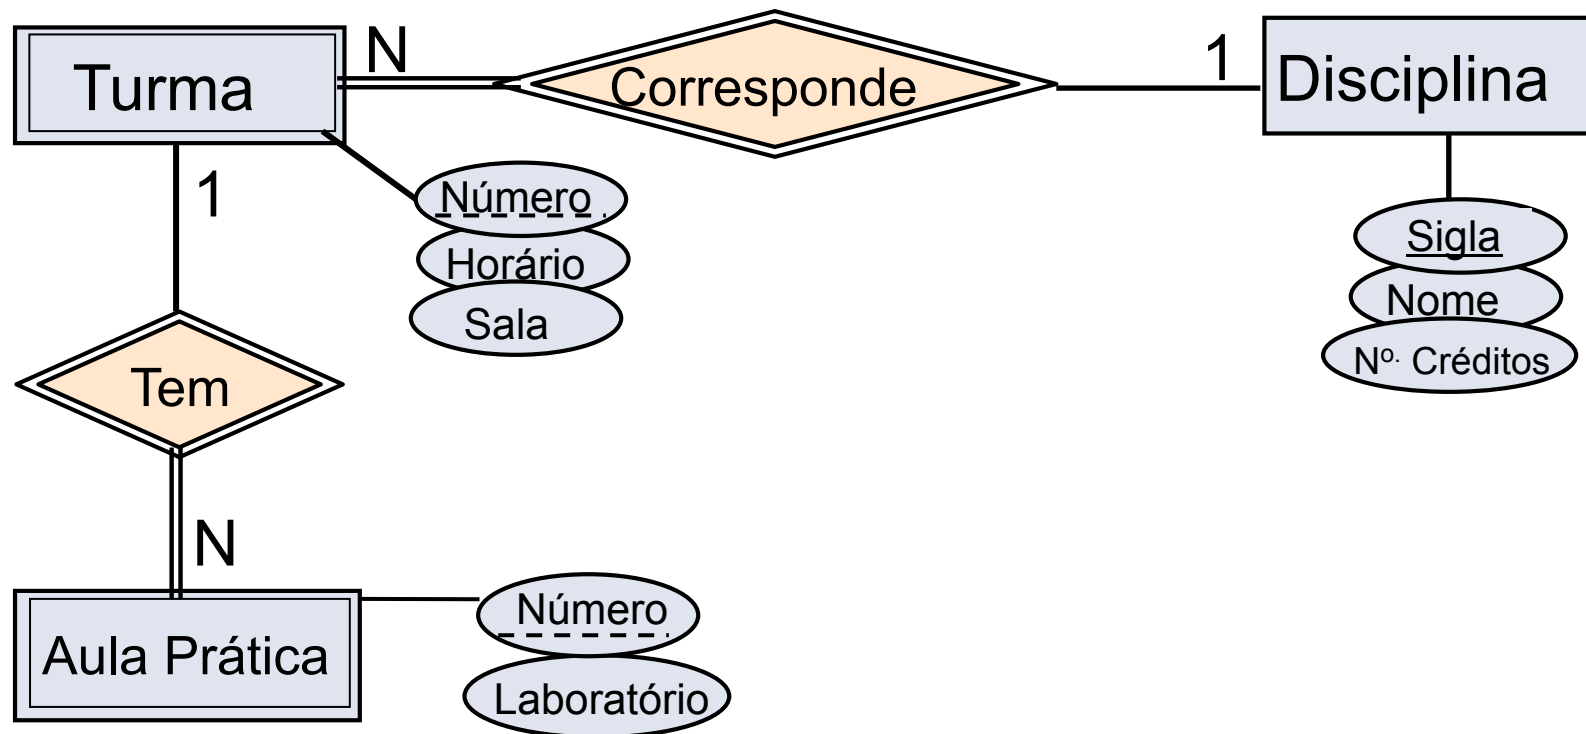 Turma
N
Corresponde
1
Disciplina
1
Número
Horário
Sala
Sigla
Nome
Nº. Créditos
Tem
N
Aula Prática
Número
Laboratório